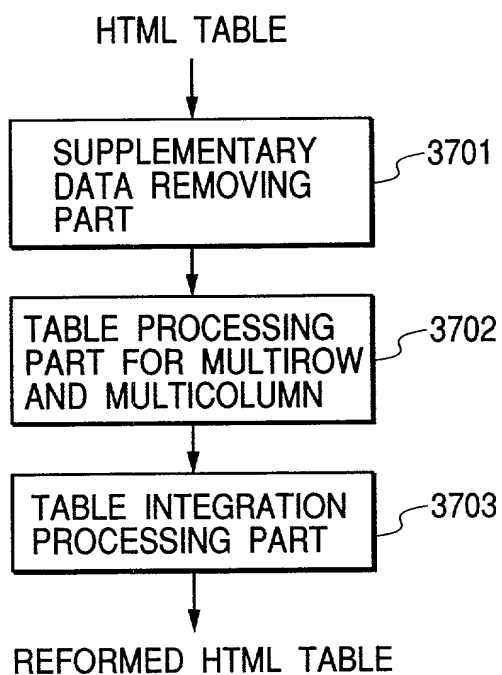 HTML TABLE
SUPPLEMENTARY
DATA REMOVING
PART
3701
TABLE PROCESSING
PART FOR MULTIROW
AND MULTICOLUMN
3702
TABLE INTEGRATION
PROCESSING PART
3703
REFORMED HTML TABLE